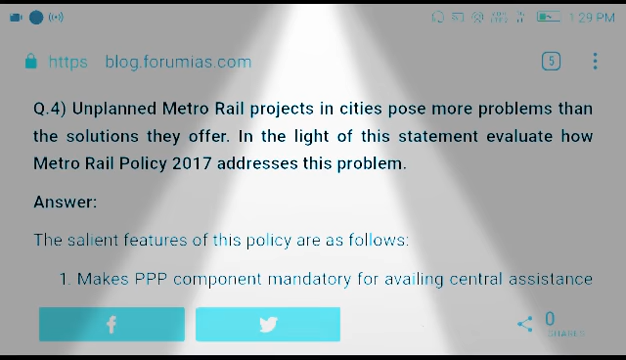 1:29 PM
https blog.forumias.com 5
Q.4) Unplanned Metro Rail projects in cities pose more problems than
the solutions they offer. In the light of this statement evaluate how
Metro Rail Policy 2017 addresses this problem.
Answer:
The salient features of this policy are as follows:
1. Makes PPP component mandatory for availing central assistance
0
SHARES